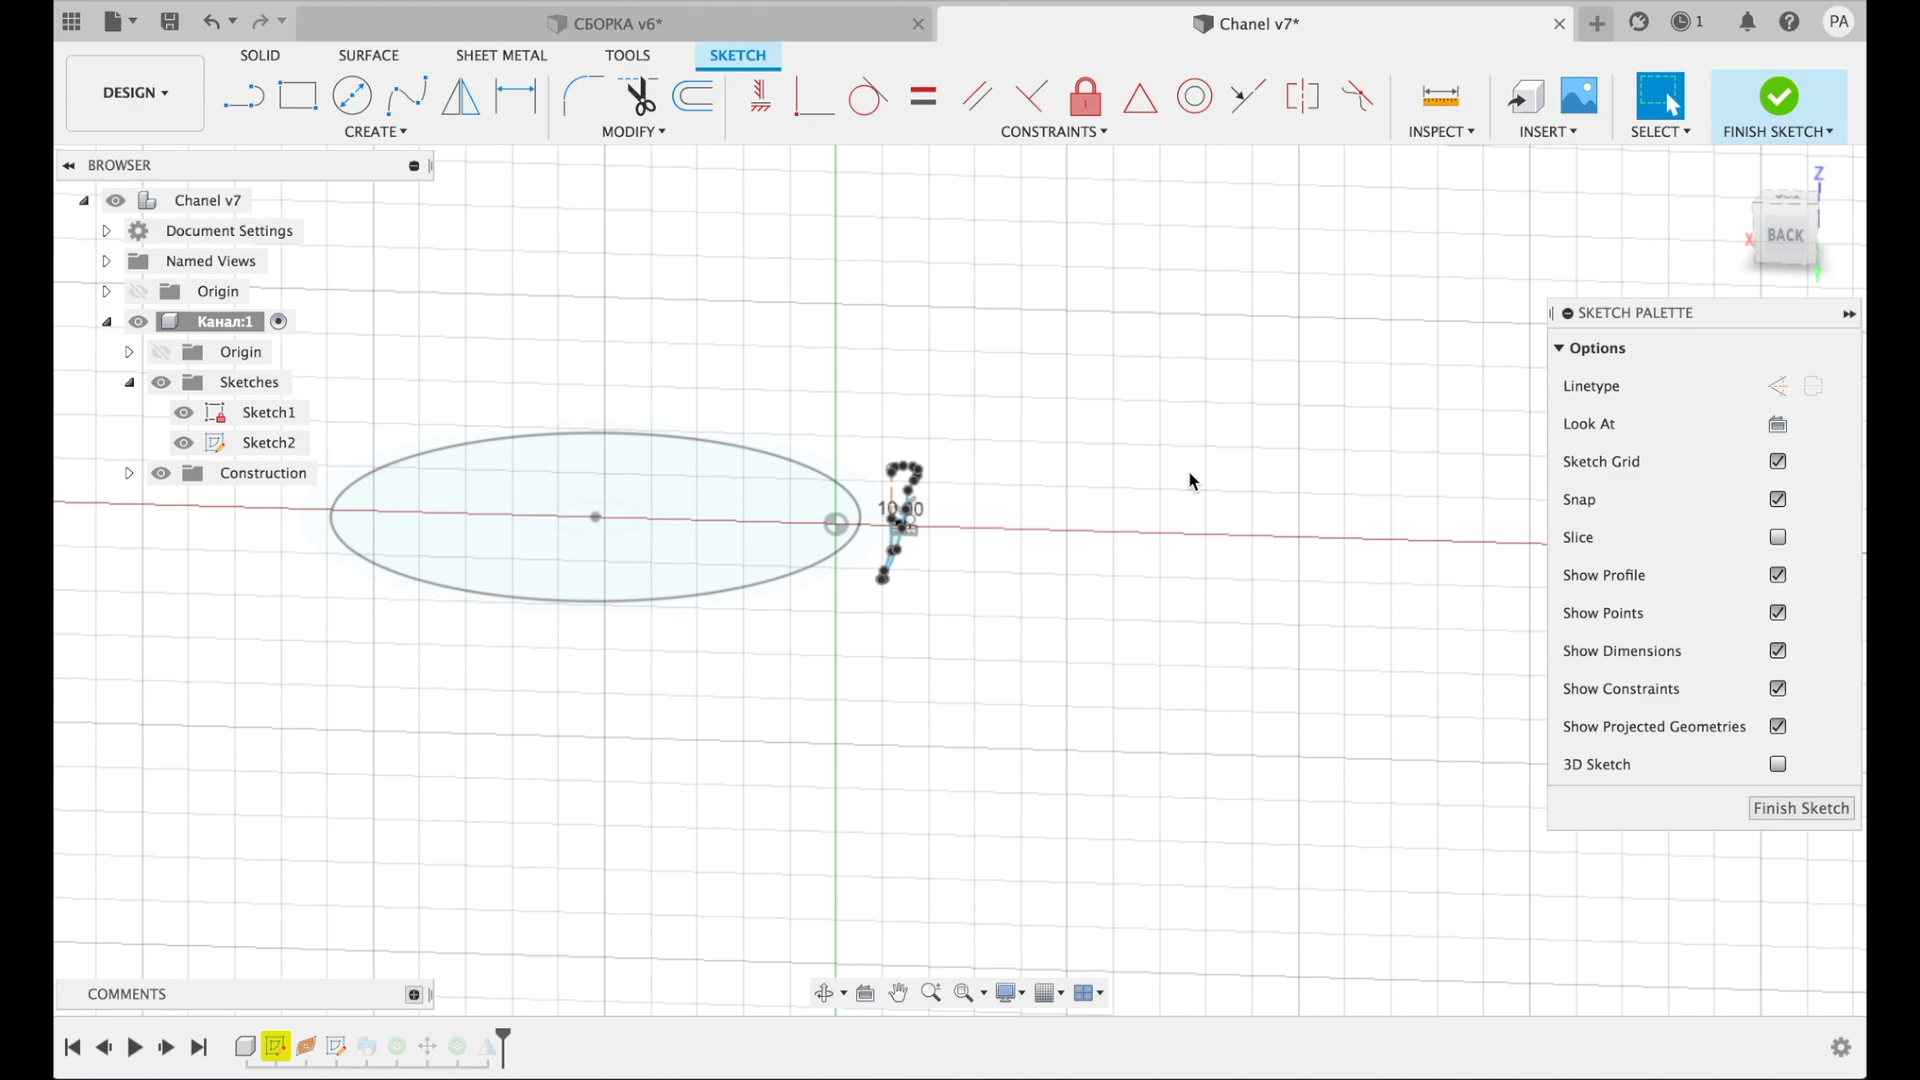 СБОРКА v6*
Chanel v7*
1
PA
DESIGN
SOLID
SURFACE
SHEET METAL
TOOLS
SKETCH
CREATE
MODIFY
CONSTRAINTS
INSPECT
INSERT
SELECT
FINISH SKETCH
BROWSER
Chanel v7
Document Settings
Named Views
Origin
Канал:1
Origin
Sketches
Sketch1
Sketch2
Construction
Z
X
BACK
SKETCH PALETTE
Options
Linetype
Look At
Sketch Grid
Snap
Slice
Show Profile
Show Points
Show Dimensions
Show Constraints
Show Projected Geometries
3D Sketch
Finish Sketch
COMMENTS